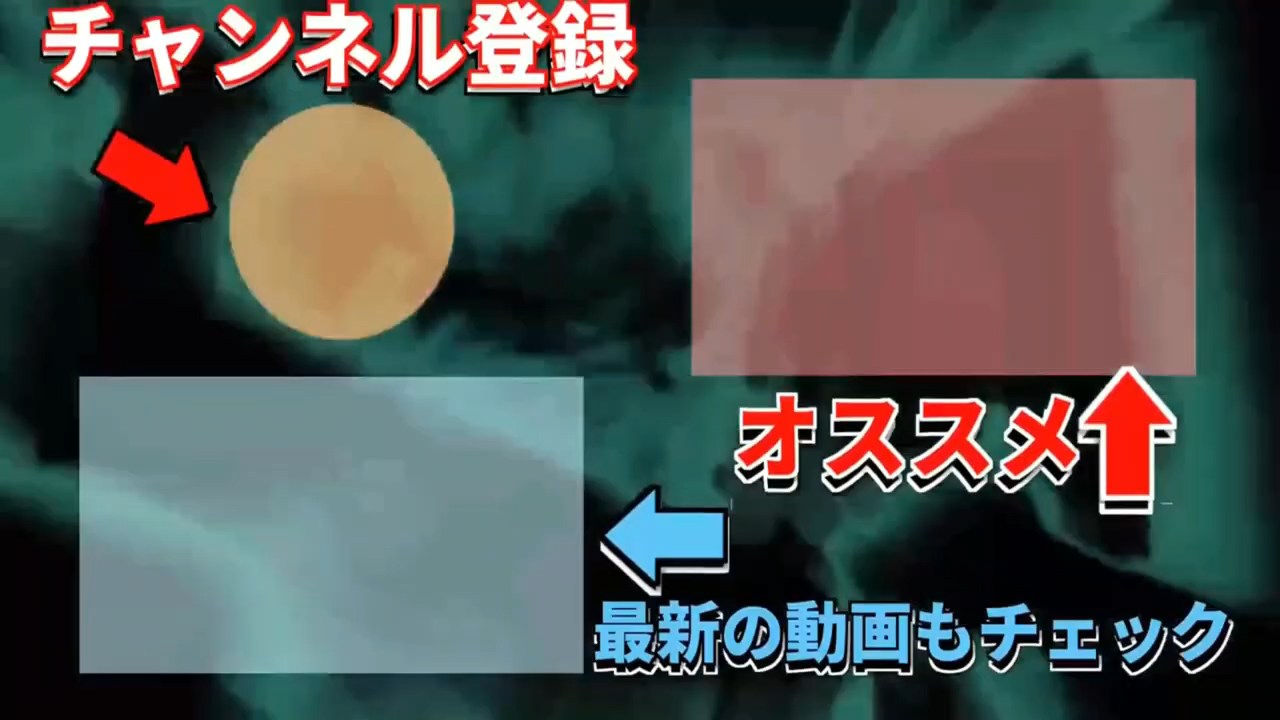 チャンネル登録
オススメ
最新の動画もチェック